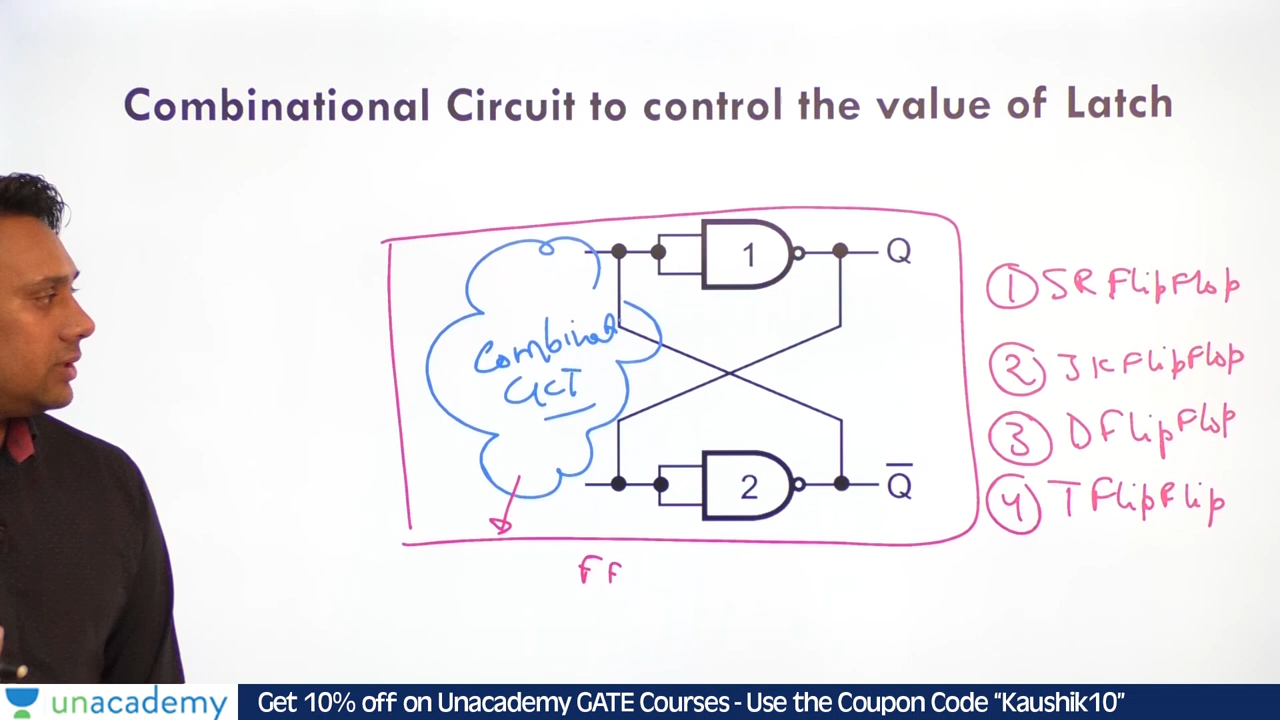 Combinational Circuit to control the value of Latch
1
Q
Combinat
CKT
2
Q̅
FF
① SR FlipFlop
② JK FlipFlop
③ D FlipFlop
④ T FlipFlip
unacademy
Get 10% off on Unacademy GATE Courses - Use the Coupon Code "Kaushik10"